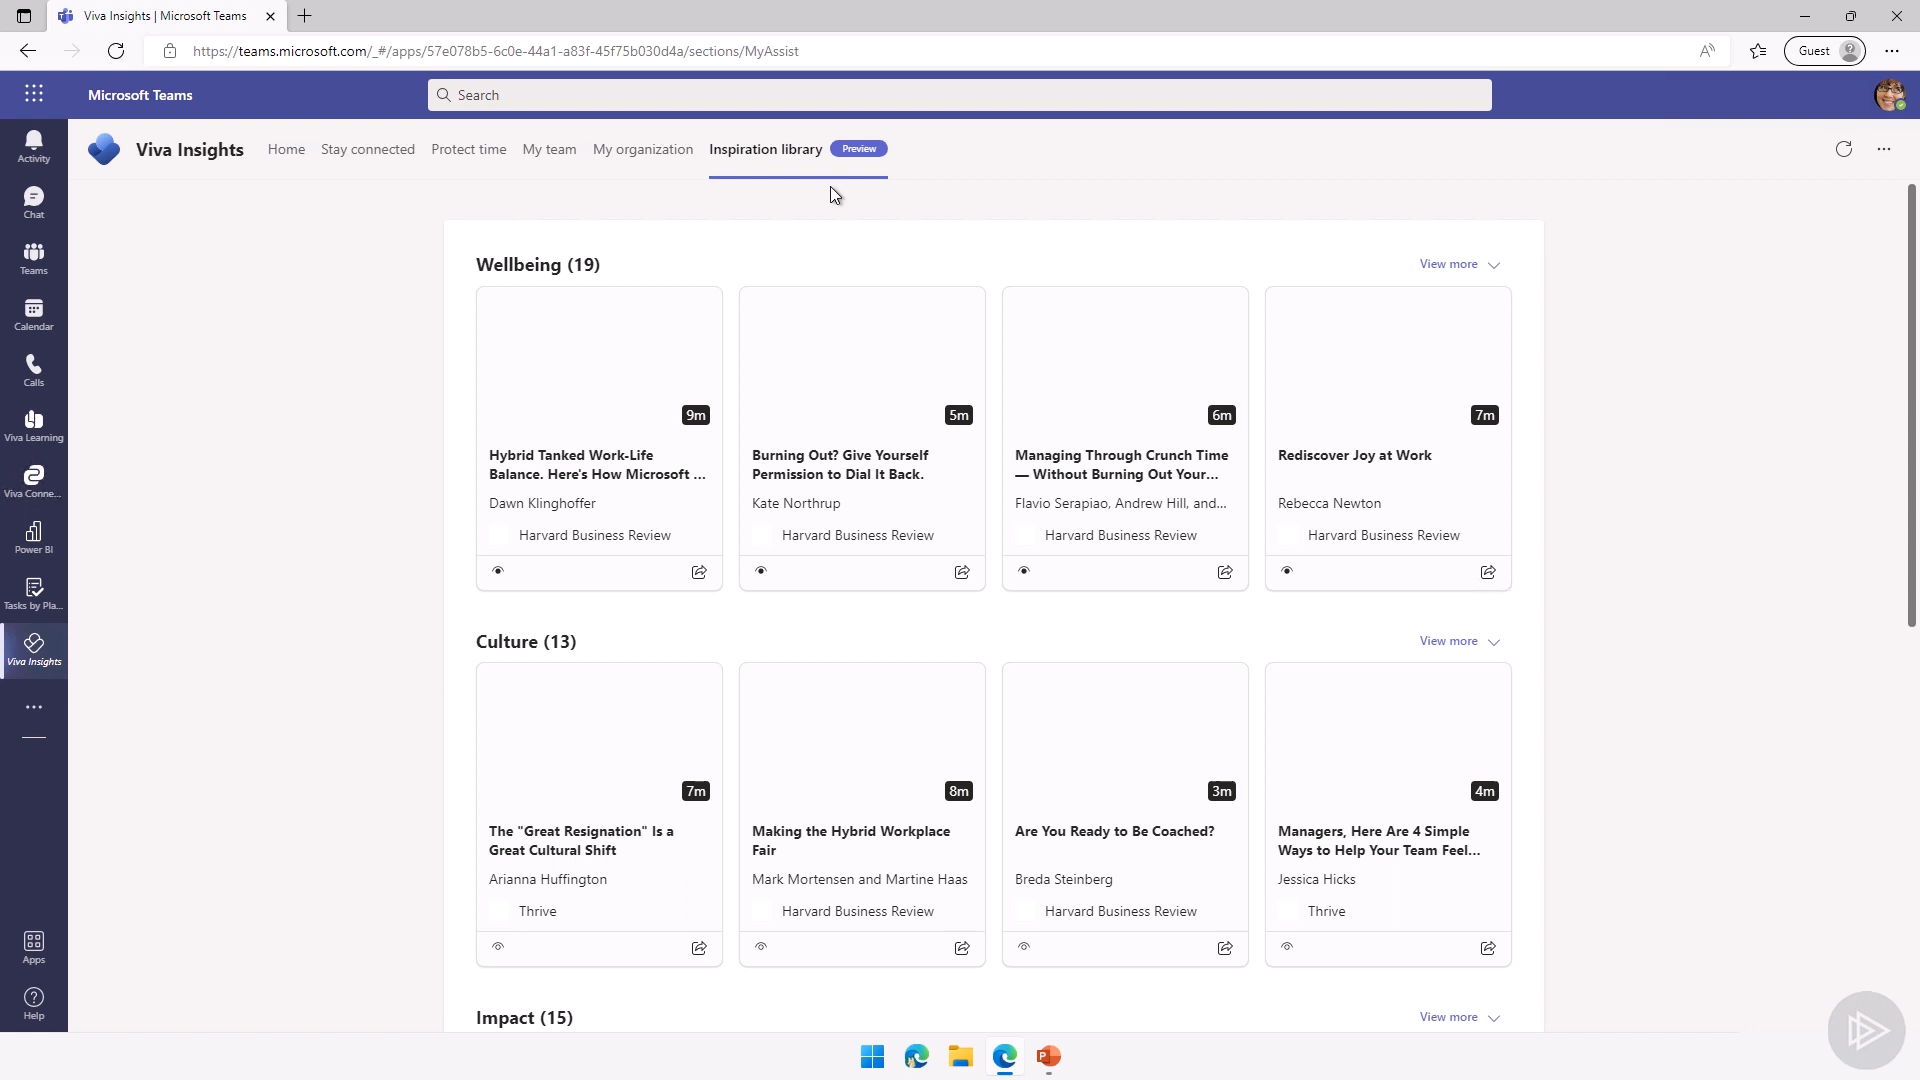 Viva Insights | Microsoft Teams
https://teams.microsoft.com/_#/apps/57e078b5-6c0e-44a1-a83f-45f75b030d4a/sections/MyAssist
Guest
Microsoft Teams
Search
Activity
Chat
Teams
Calendar
Calls
Viva Learning
Viva Conne...
Power BI
Tasks by Pla...
Viva Insights
Apps
Help
Viva Insights
Home
Stay connected
Protect time
My team
My organization
Inspiration library
Preview
Wellbeing (19)
View more
9m
Hybrid Tanked Work-Life
Balance. Here's How Microsoft ...
Dawn Klinghoffer
Harvard Business Review
5m
Burning Out? Give Yourself
Permission to Dial It Back.
Kate Northrup
Harvard Business Review
6m
Managing Through Crunch Time
— Without Burning Out Your...
Flavio Serapiao, Andrew Hill, and...
Harvard Business Review
7m
Rediscover Joy at Work
Rebecca Newton
Harvard Business Review
Culture (13)
View more
7m
The "Great Resignation" Is a
Great Cultural Shift
Arianna Huffington
Thrive
8m
Making the Hybrid Workplace
Fair
Mark Mortensen and Martine Haas
Harvard Business Review
3m
Are You Ready to Be Coached?
Breda Steinberg
Harvard Business Review
4m
Managers, Here Are 4 Simple
Ways to Help Your Team Feel...
Jessica Hicks
Thrive
Impact (15)
View more